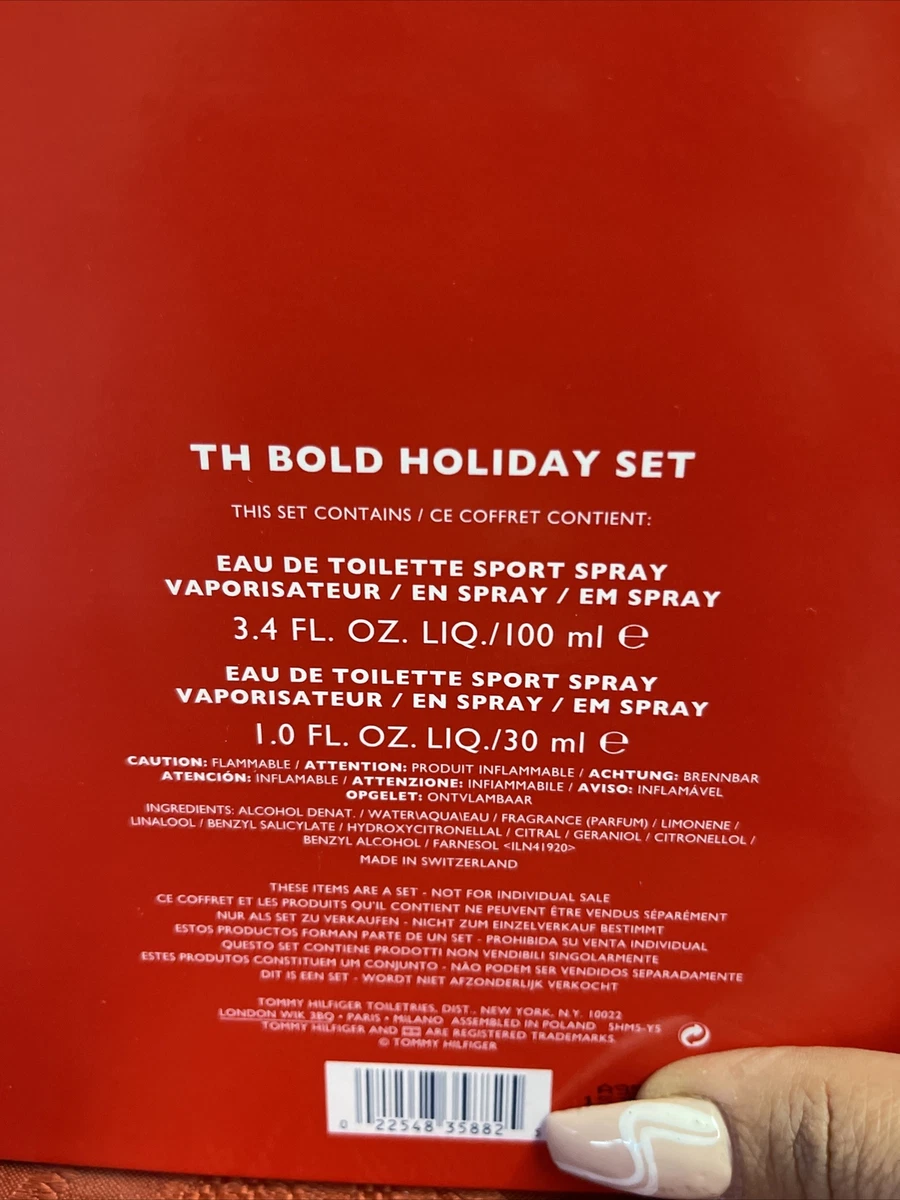 TH BOLD HOLIDAY SET
THIS SET CONTAINS / CE COFFRET CONTIENT:
EAU DE TOILETTE SPORT SPRAY
VAPORISATEUR / EN SPRAY / EM SPRAY
3.4 FL. OZ. LIQ./100 ml ℮
EAU DE TOILETTE SPORT SPRAY
VAPORISATEUR / EN SPRAY / EM SPRAY
1.0 FL. OZ. LIQ./30 ml ℮
CAUTION: FLAMMABLE / ATTENTION: PRODUIT INFLAMMABLE / ACHTUNG: BRENNBAR
ATENCIÓN: INFLAMABLE / ATTENZIONE: INFIAMMABILE / AVISO: INFLAMÁVEL
OPGELET: ONTVLAMBAAR
INGREDIENTS: ALCOHOL DENAT. / WATER\AQUA\EAU / FRAGRANCE (PARFUM) / LIMONENE /
LINALOOL / BENZYL SALICYLATE / HYDROXYCITRONELLAL / CITRAL / GERANIOL / CITRONELLOL /
BENZYL ALCOHOL / FARNESOL <ILN41920>
MADE IN SWITZERLAND
THESE ITEMS ARE A SET - NOT FOR INDIVIDUAL SALE
CE COFFRET ET LES PRODUITS QU'IL CONTIENT NE PEUVENT ÊTRE VENDUS SÉPARÉMENT
NUR ALS SET ZU VERKAUFEN - NICHT ZUM EINZELVERKAUF BESTIMMT
ESTOS PRODUCTOS FORMAN PARTE DE UN SET - PROHIBIDA SU VENTA INDIVIDUAL
QUESTO SET CONTIENE PRODOTTI NON VENDIBILI SINGOLARMENTE
ESTES PRODUTOS CONSTITUEM UM CONJUNTO - NÃO PODEM SER VENDIDOS SEPARADAMENTE
DIT IS EEN SET - WORDT NIET AFZONDERLIJK VERKOCHT
TOMMY HILFIGER TOILETRIES, DIST., NEW YORK, N.Y. 10022
LONDON W1K 3BQ • PARIS • MILANO ASSEMBLED IN POLAND 5HM5-Y5
TOMMY HILFIGER AND ARE REGISTERED TRADEMARKS
© TOMMY HILFIGER
0 22548 35882